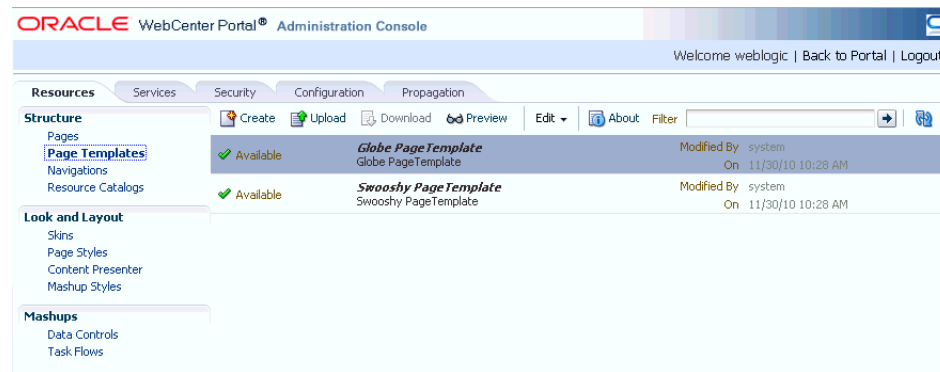 ORACLE WebCenter Portal® Administration Console
Welcome weblogic | Back to Portal | Logout
Resources Services Security Configuration Propagation
Structure
Pages
Page Templates
Navigations
Resource Catalogs
Look and Layout
Skins
Page Styles
Content Presenter
Mashup Styles
Mashups
Data Controls
Task Flows
Create Upload Download Preview Edit About Filter
Available Globe PageTemplate Modified By system
Globe PageTemplate On 11/30/10 10:28 AM
Available Swooshy PageTemplate Modified By system
Swooshy PageTemplate On 11/30/10 10:28 AM